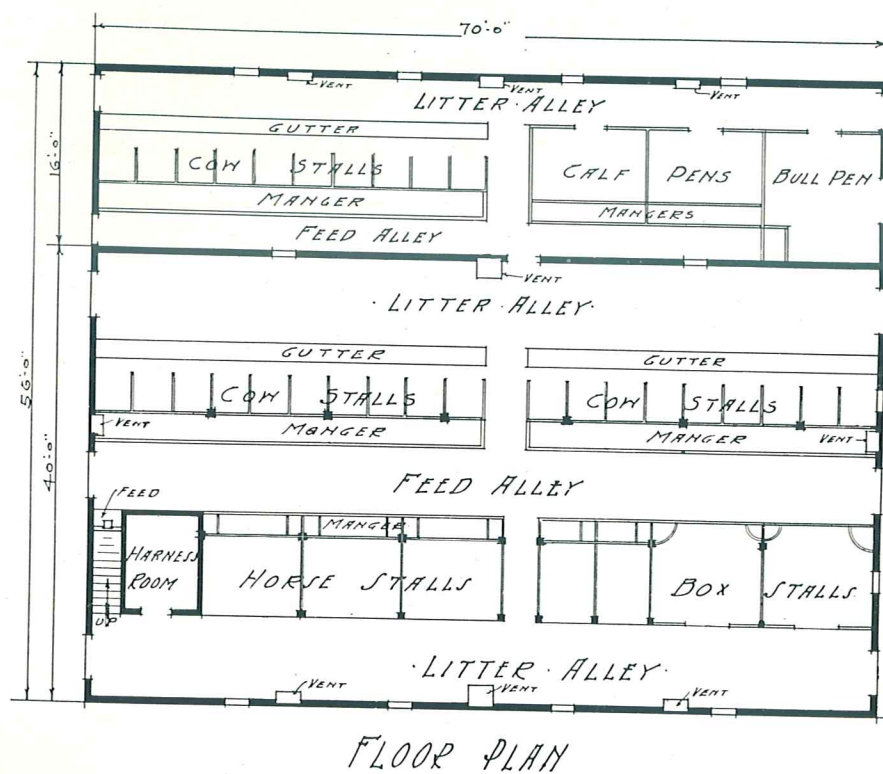 70'-0"
VENT
VENT
VENT
LITTER·ALLEY
GUTTER
16'-0"
COW STALLS
CALF PENS BULL PEN
MANGER
MANGERS
FEED ALLEY
VENT
·LITTER·ALLEY·
56'-0"
GUTTER
GUTTER
COW STALLS
COW STALLS
VENT
MANGER
MANGER
VENT
40'-0"
FEED ALLEY
FEED
MANGER
HARNESS
ROOM
HORSE STALLS
BOX STALLS
UP
·LITTER·ALLEY·
VENT
VENT
VENT
FLOOR PLAN